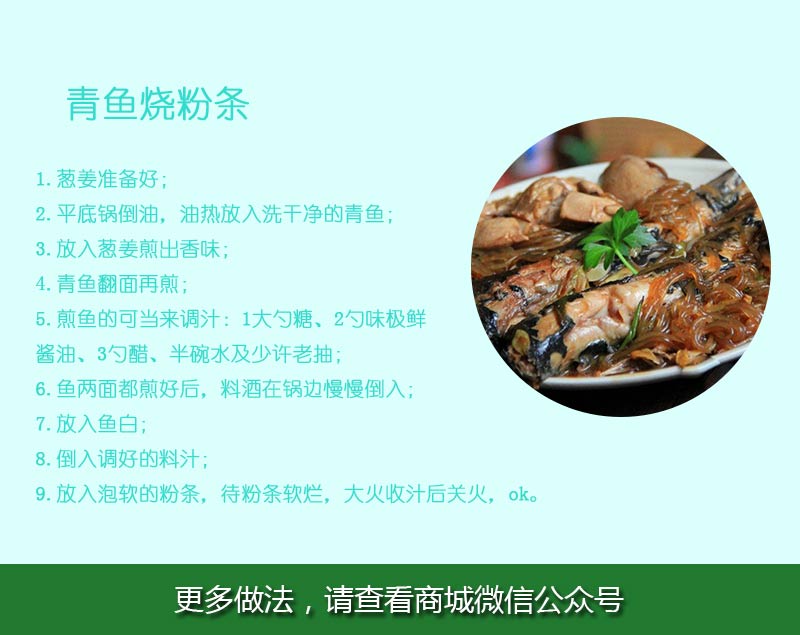 青鱼烧粉条
1.葱姜准备好;
2.平底锅倒油，油热放入洗干净的青鱼;
3.放入葱姜煎出香味;
4.青鱼翻面再煎;
5.煎鱼的可当来调汁：1大勺糖、2勺味极鲜
酱油、3勺醋、半碗水及少许老抽;
6.鱼两面都煎好后，料酒在锅边慢慢倒入;
7.放入鱼白;
8.倒入调好的料汁;
9.放入泡软的粉条，待粉条软烂，大火收汁后关火，ok。
更多做法，请查看商城微信公众号